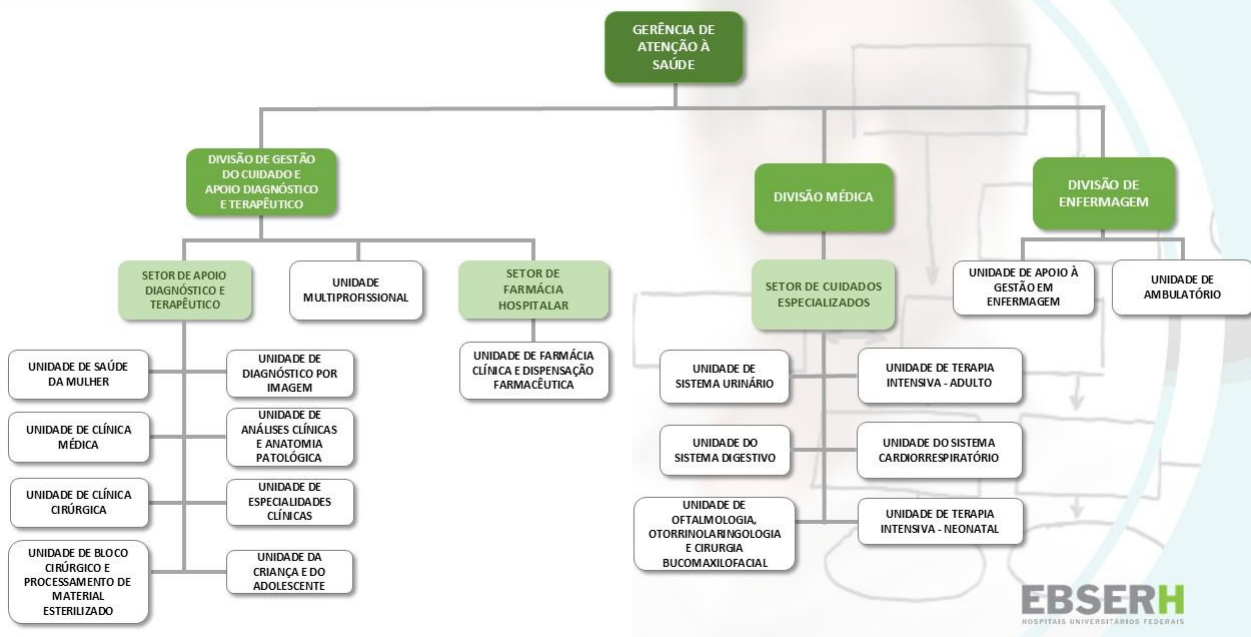 GERÊNCIA DE
ATENÇÃO À
SAÚDE
DIVISÃO DE GESTÃO
DO CUIDADO E
APOIO DIAGNÓSTICO
E TERAPÊUTICO
DIVISÃO MÉDICA
DIVISÃO DE
ENFERMAGEM
SETOR DE APOIO
DIAGNÓSTICO E
TERAPÊUTICO
UNIDADE
MULTIPROFISSIONAL
SETOR DE
FARMÁCIA
HOSPITALAR
SETOR DE CUIDADOS
ESPECIALIZADOS
UNIDADE DE APOIO À
GESTÃO EM
ENFERMAGEM
UNIDADE DE
AMBULATÓRIO
UNIDADE DE SAÚDE
DA MULHER
UNIDADE DE
DIAGNÓSTICO POR
IMAGEM
UNIDADE DE FARMÁCIA
CLÍNICA E DISPENSAÇÃO
FARMACÊUTICA
UNIDADE DE
SISTEMA URINÁRIO
UNIDADE DE TERAPIA
INTENSIVA - ADULTO
UNIDADE DE CLÍNICA
MÉDICA
UNIDADE DE
ANÁLISES CLÍNICAS
E ANATOMIA
PATOLÓGICA
UNIDADE DO
SISTEMA DIGESTIVO
UNIDADE DO SISTEMA
CARDIORRESPIRATÓRIO
UNIDADE DE CLÍNICA
CIRÚRGICA
UNIDADE DE
ESPECIALIDADES
CLÍNICAS
UNIDADE DE
OFTALMOLOGIA,
OTORRINOLARINGOLOGIA
E CIRURGIA
BUCOMAXILOFACIAL
UNIDADE DE TERAPIA
INTENSIVA - NEONATAL
UNIDADE DE BLOCO
CIRÚRGICO E
PROCESSAMENTO DE
MATERIAL
ESTERILIZADO
UNIDADE DA
CRIANÇA E DO
ADOLESCENTE
EBSERH
HOSPITAIS UNIVERSITÁRIOS FEDERAIS